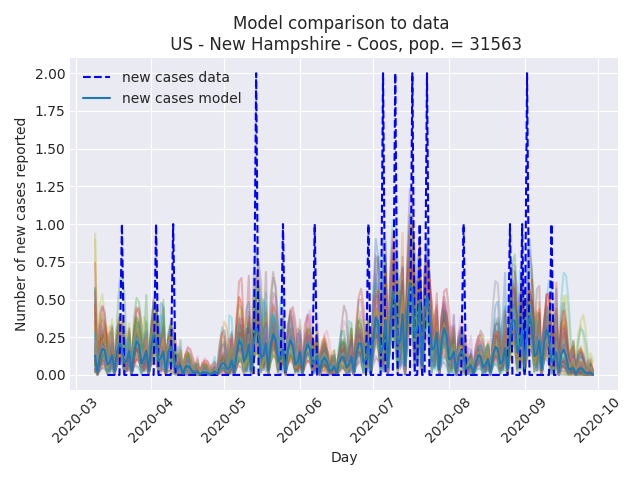 Model comparison to data
US - New Hampshire - Coos, pop. = 31563
new cases data
new cases model
Number of new cases reported
2.00
1.75
1.50
1.25
1.00
0.75
0.50
0.25
0.00
2020-03
2020-04
2020-05
2020-06
2020-07
2020-08
2020-09
2020-10
Day